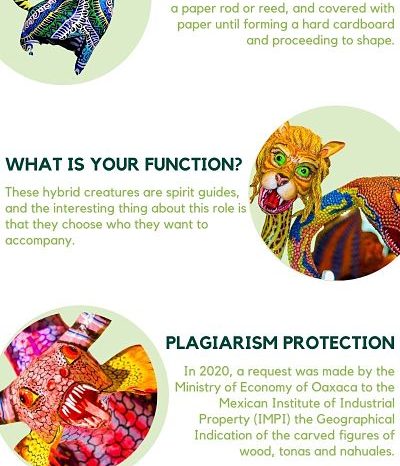 a paper rod or reed, and covered with
paper until forming a hard cardboard
and proceeding to shape.
WHAT IS YOUR FUNCTION?
These hybrid creatures are spirit guides,
and the interesting thing about this role is
that they choose who they want to
accompany.
PLAGIARISM PROTECTION
In 2020, a request was made by the
Ministry of Economy of Oaxaca to the
Mexican Institute of Industrial
Property (IMPI) the Geographical
Indication of the carved figures of
wood, tonas and nahuales.